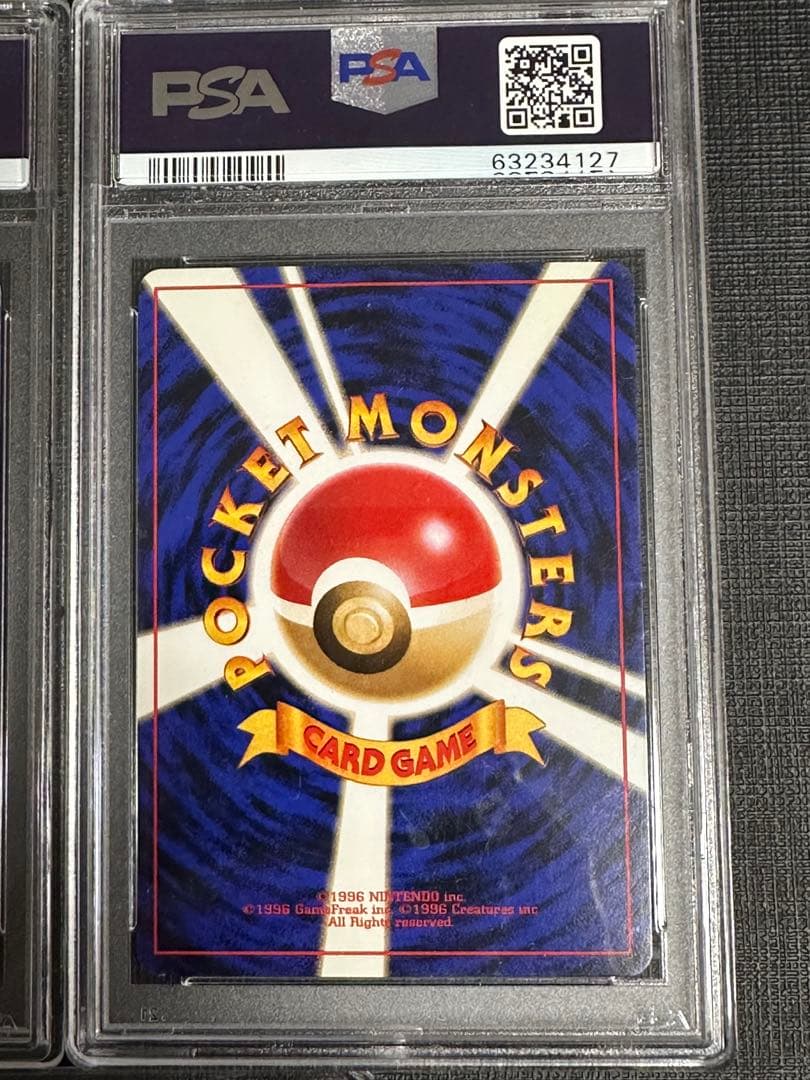 PSA
PSA
63234127
POCKET MONSTERS
CARD GAME
©1996 NINTENDO inc.
©1996 GameFreak inc. ©1996 Creatures inc
All Rights reserved.